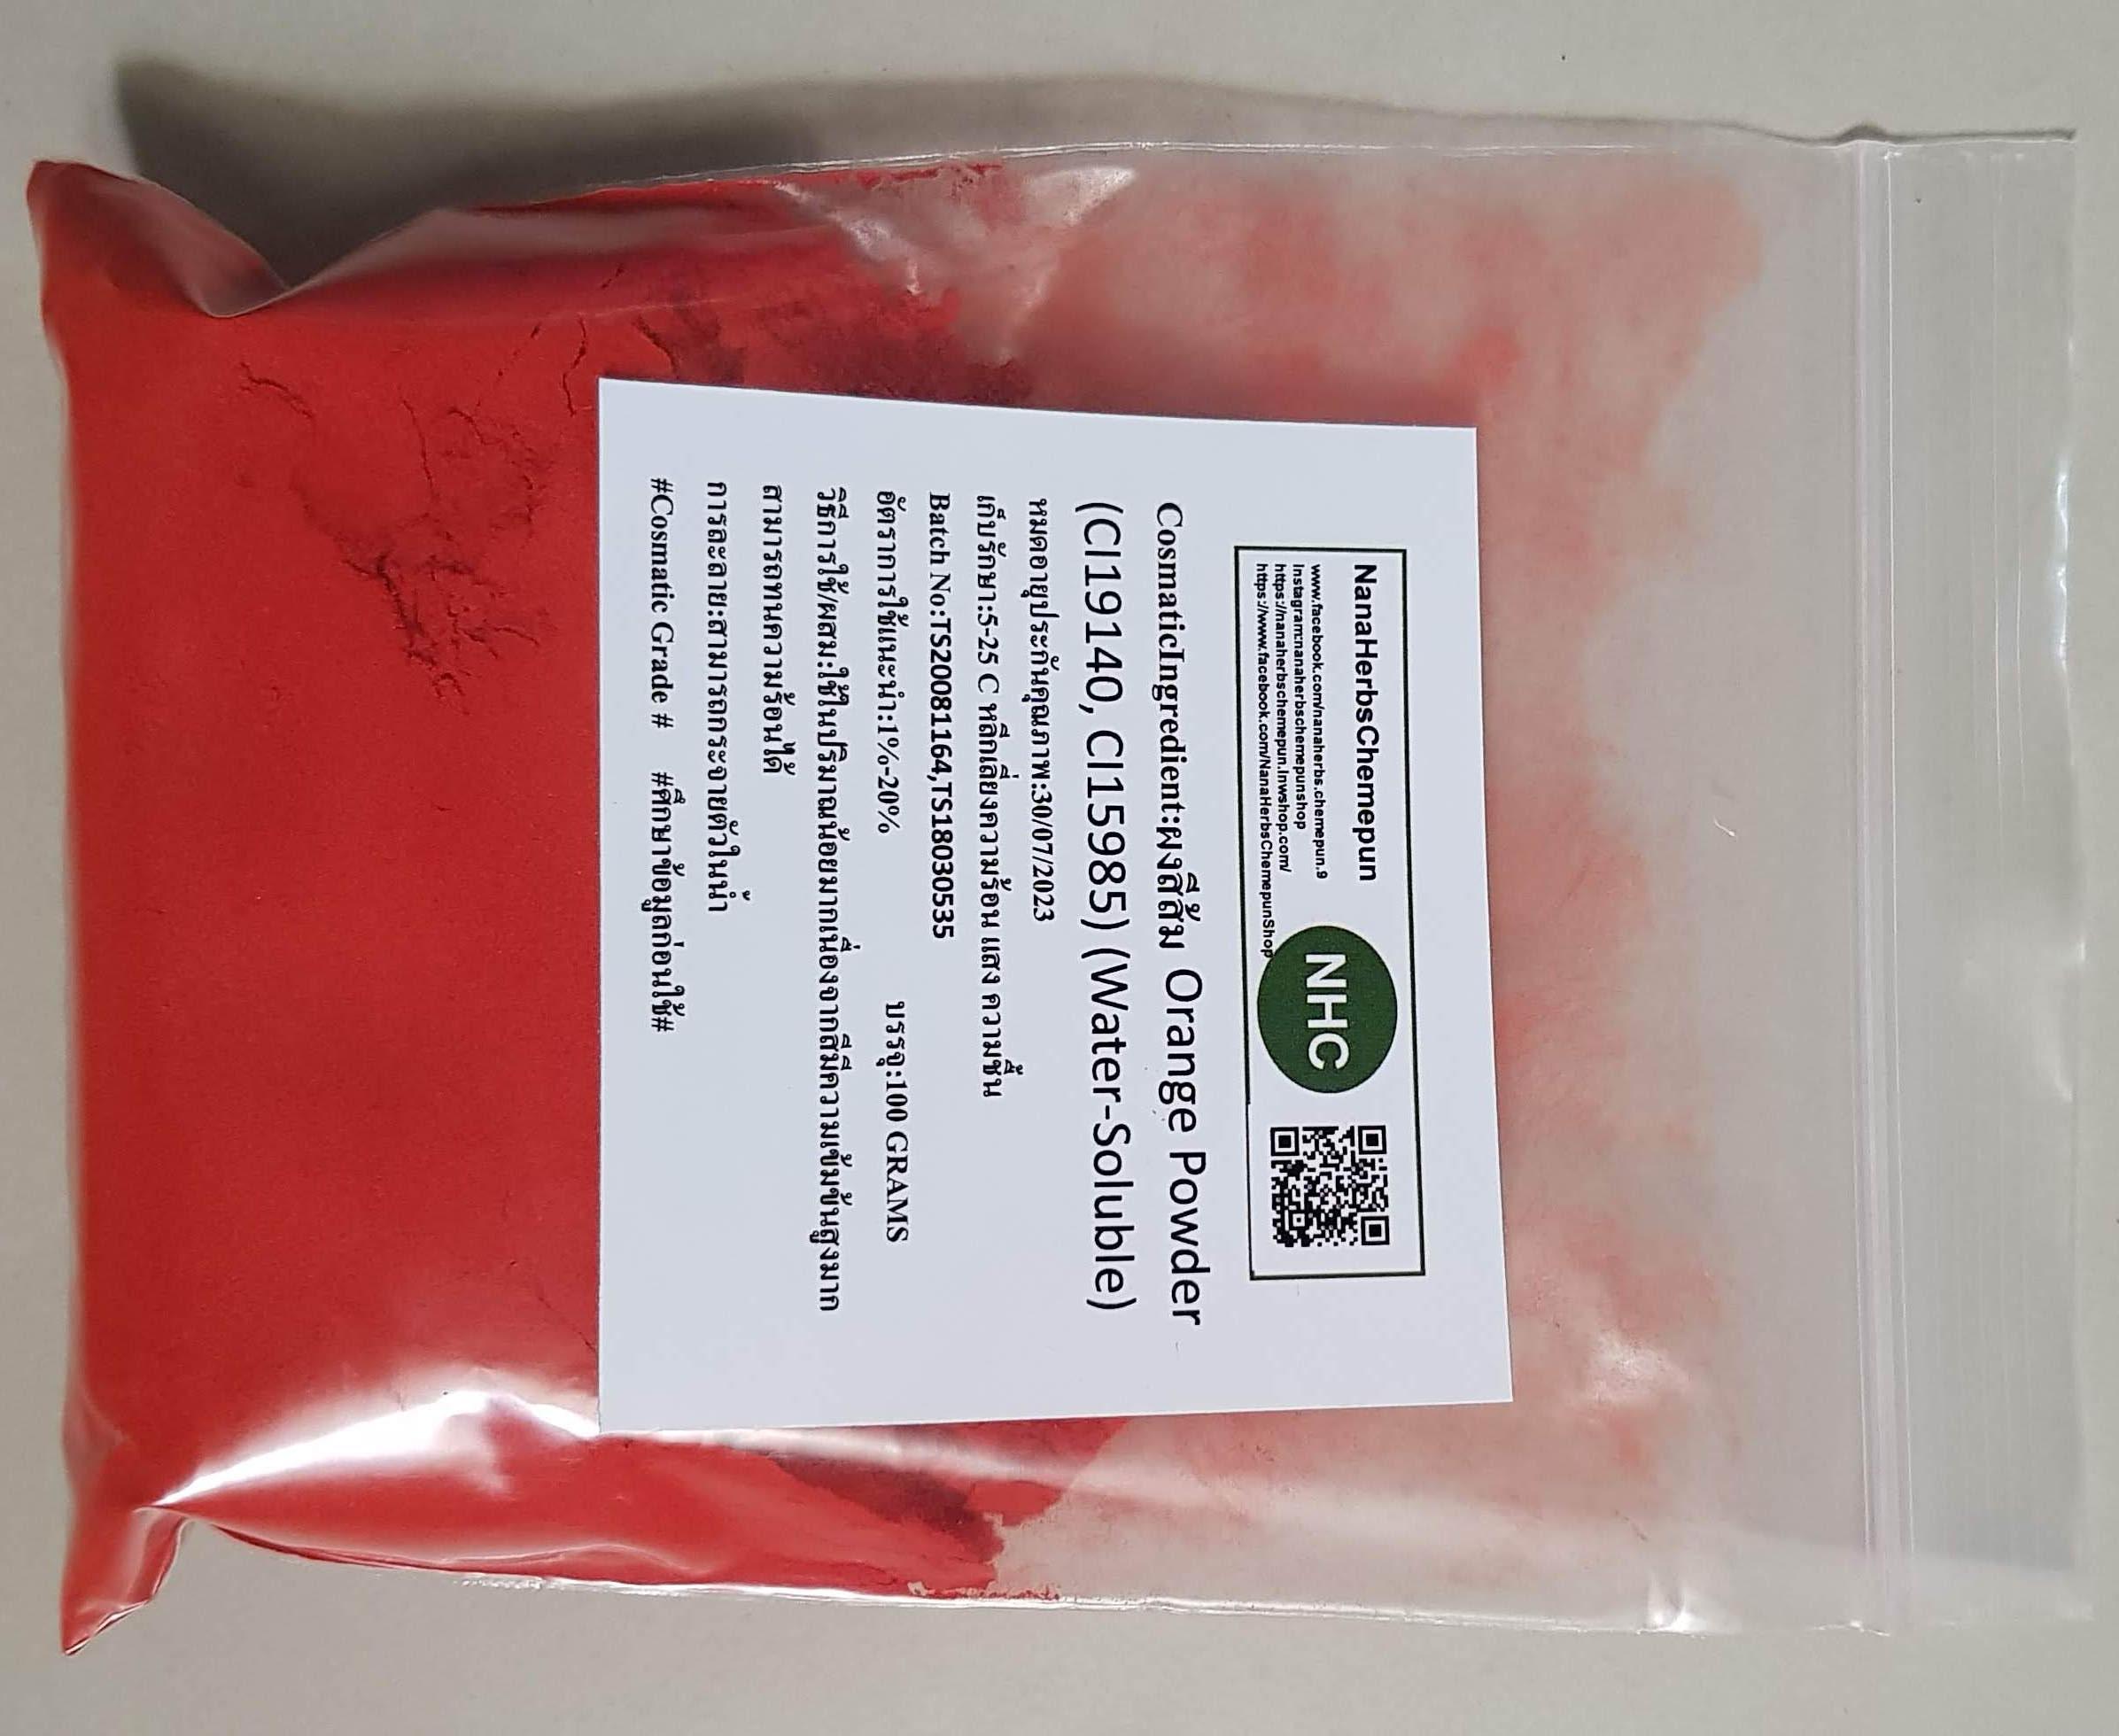 NanaHerbsChemepun
www.facebook.com/nanaherbs.chemepun.9
Instagram:nanaherbschemepunshop
https://nanaherbschemepun.lnwshop.com/
https://www.facebook.com/NanaHerbsChemepunShop
NHC
CosmaticIngredient:ผงสีส้ม Orange Powder
(CI19140, CI15985) (Water-Soluble)
หมดอายุประกันคุณภาพ:30/07/2023
เก็บรักษา:5-25 C หลีกเลี่ยงความร้อน แสง ความชื้น
Batch No:TS20081164,TS18030535
อัตราการใช้แนะนำ:1%-20% บรรจุ:100 GRAMS
วิธีการใช้/ผสม:ใช้ในปริมาณน้อยมากเนื่องจากสีมีความเข้มข้นสูงมาก
สามารถทนความร้อนได้
การละลาย:สามารถกระจายตัวในน้ำ
#Cosmatic Grade # #ศึกษาข้อมูลก่อนใช้#